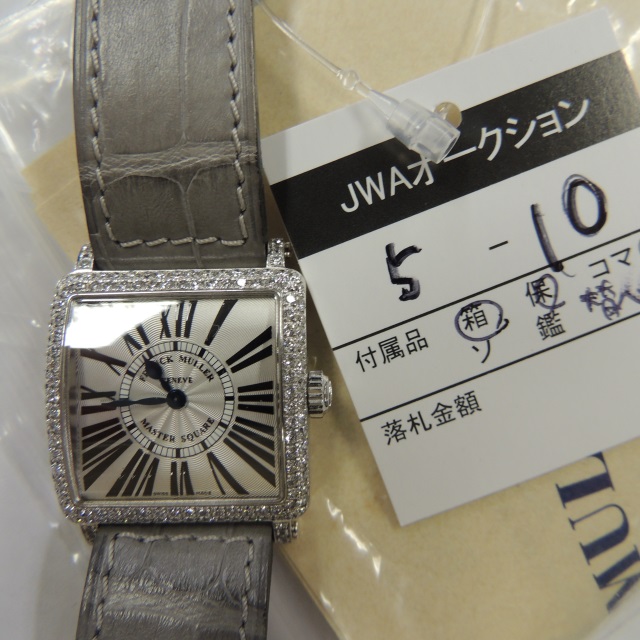 FRANCK MULLER
GENEVE
MASTER SQUARE
JWAオークション
5-10
付属品 箱 保 コマ
ソ 鑑
落札金額